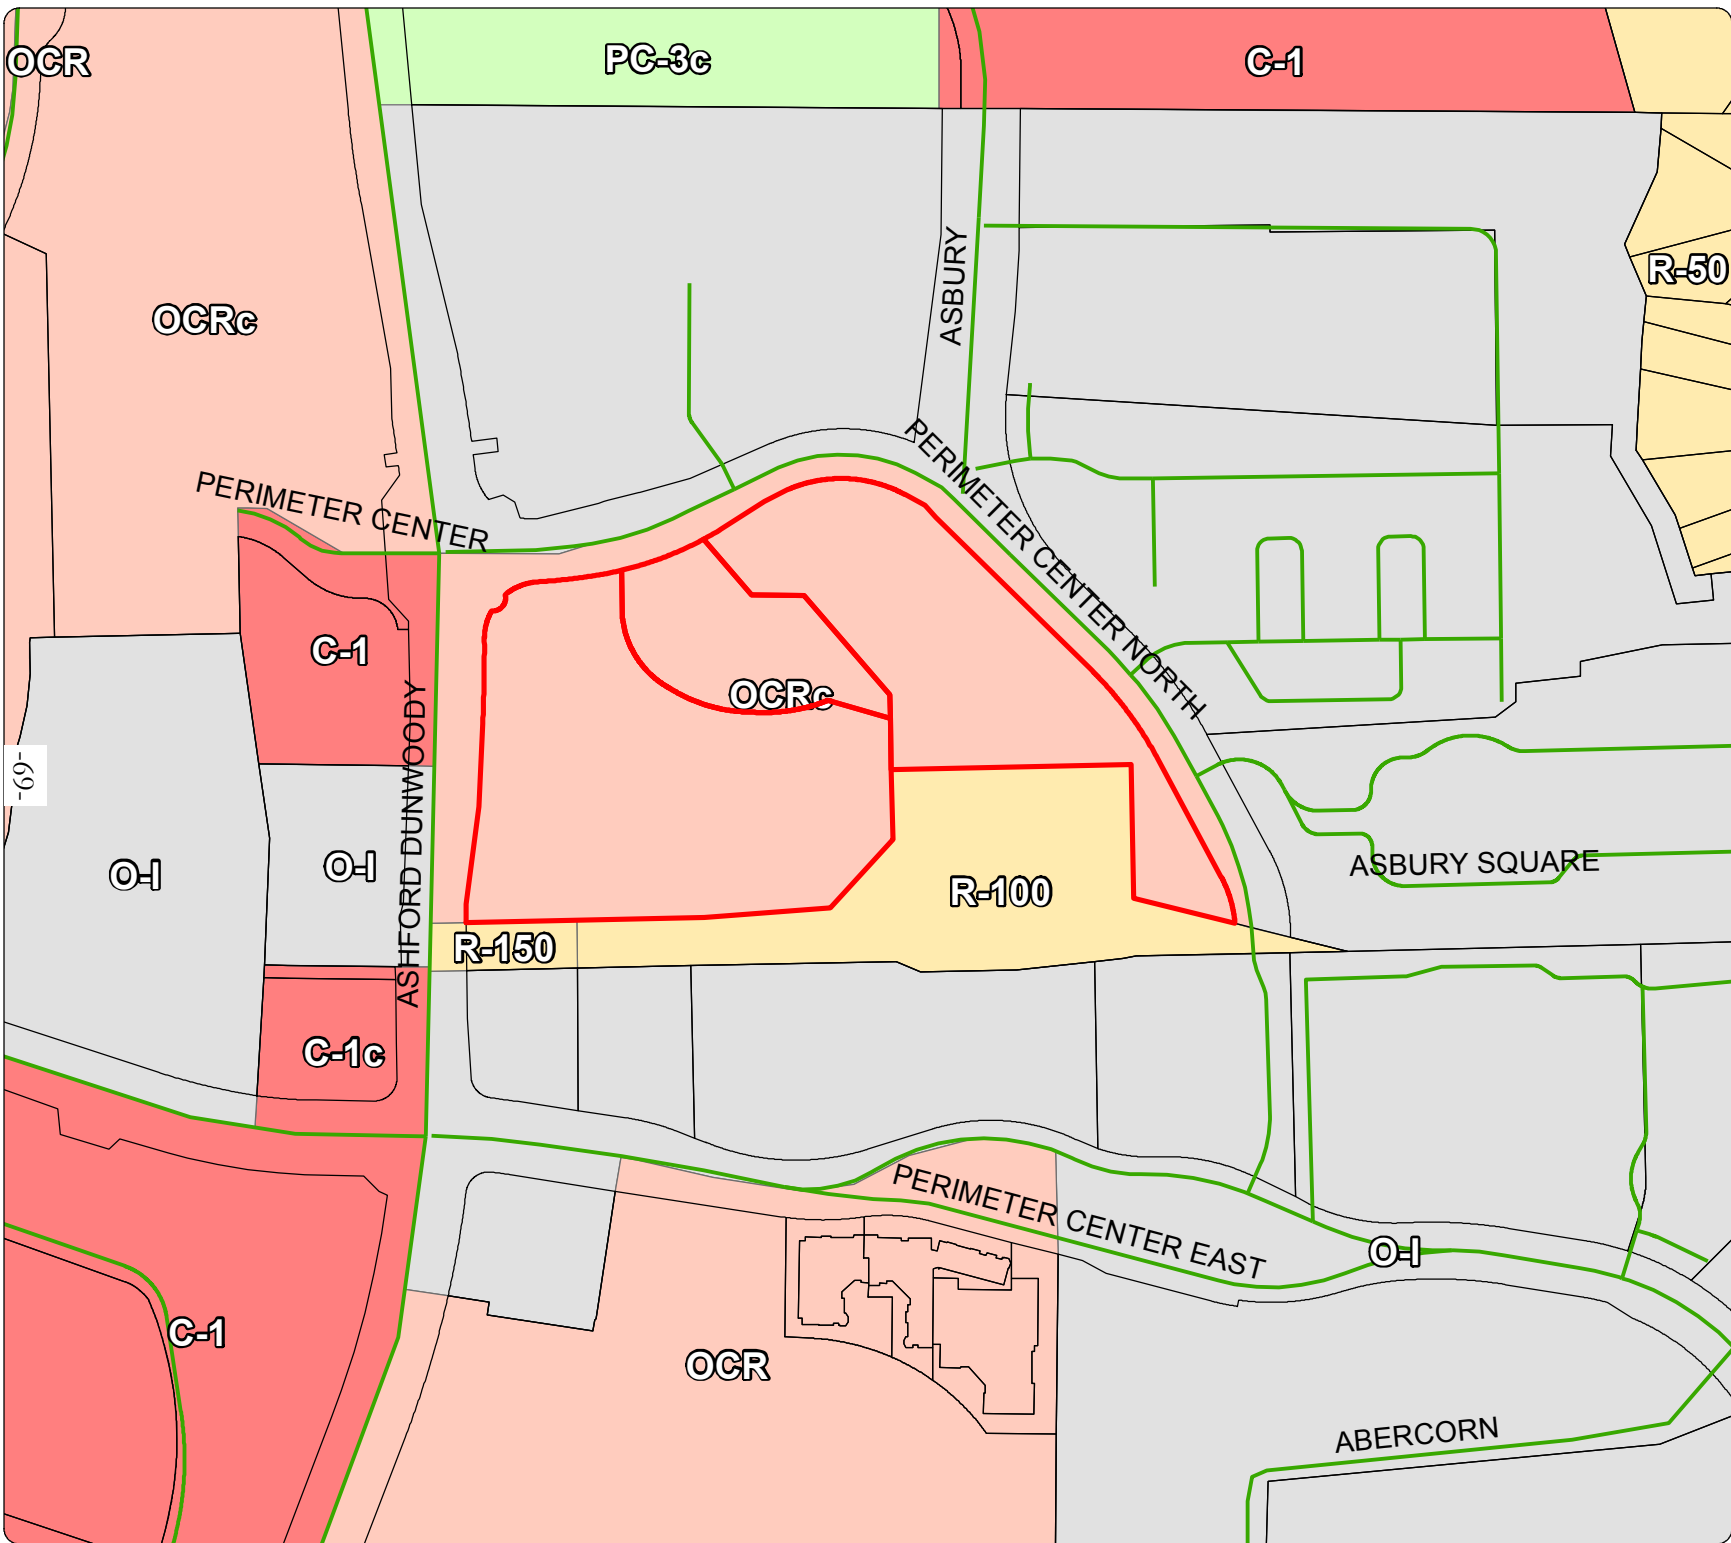 OCR
PC-3c
C-1
R-50
OCRc
ASBURY
PERIMETER CENTER
PERIMETER CENTER NORTH
C-1
OCRc
ASHFORD DUNWOODY
-69-
O-I
O-I
R-100
ASBURY SQUARE
R-150
C-1c
PERIMETER CENTER EAST
O-I
C-1
OCR
ABERCORN